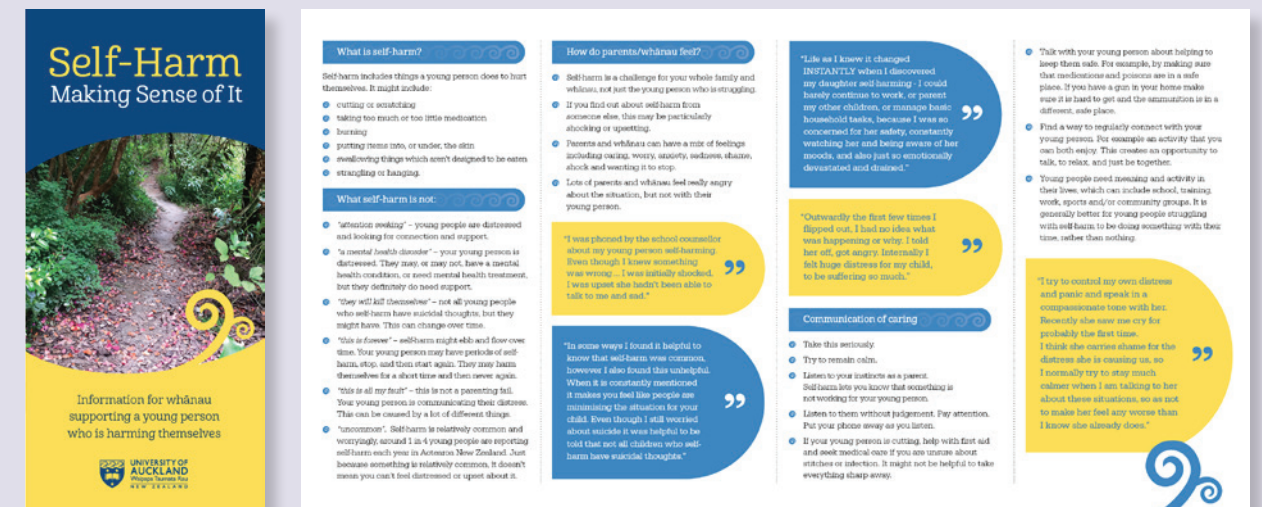 Self-Harm
Making Sense of It
Information for whānau
supporting a young person
who is harming themselves
UNIVERSITY OF
AUCKLAND
Waipapa Taumata Rau
NEW ZEALAND
What is self-harm?
Self-harm includes things a young person does to hurt
themselves. It might include:
cutting or scratching
taking too much or too little medication
burning
putting items into, or under, the skin
swallowing things which aren't designed to be eaten
strangling or hanging.
What self-harm is not:
"attention seeking" – young people are distressed
and looking for connection and support.
"a mental health disorder" – your young person is
distressed. They may, or may not, have a mental
health condition, or need mental health treatment,
but they definitely do need support.
"they will kill themselves" – not all young people
who self-harm have suicidal thoughts, but they
might have. This can change over time.
"this is forever" – self-harm might ebb and flow over
time. Your young person may have periods of self-
harm, stop, and then start again. They may harm
themselves for a short time and then never again.
"this is all my fault" – this is not a parenting fail.
Your young person is communicating their distress.
This can be caused by a lot of different things.
"uncommon". Self-harm is relatively common and
worryingly, around 1 in 4 young people are reporting
self-harm each year in Aotearoa New Zealand. Just
because something is relatively common, it doesn't
mean you can't feel distressed or upset about it.
How do parents/whānau feel?
Self-harm is a challenge for your whole family and
whānau, not just the young person who is struggling.
If you find out about self-harm from
someone else, this may be particularly
shocking or upsetting.
Parents and whānau can have a mix of feelings
including caring, worry, anxiety, sadness, shame,
shock and wanting it to stop.
Lots of parents and whānau feel really angry
about the situation, but not with their
young person.
"I was phoned by the school counsellor
about my young person self-harming.
Even though I knew something
was wrong... I was initially shocked.
I was upset she hadn't been able to
talk to me and sad."
"In some ways I found it helpful to
know that self-harm was common,
however I also found this unhelpful.
When it is constantly mentioned
it makes you feel like people are
minimising the situation for your
child. Even though I still worried
about suicide it was helpful to be
told that not all children who self-
harm have suicidal thoughts."
"Life as I knew it changed
INSTANTLY when I discovered
my daughter self-harming - I could
barely continue to work, or parent
my other children, or manage basic
household tasks, because I was so
concerned for her safety, constantly
watching her and being aware of her
moods, and also just so emotionally
devastated and drained."
"Outwardly the first few times I
flipped out, I had no idea what
was happening or why. I told
her off, got angry. Internally I
felt huge distress for my child,
to be suffering so much."
Communication of caring
Take this seriously.
Try to remain calm.
Listen to your instincts as a parent.
Self-harm lets you know that something is
not working for your young person.
Listen to them without judgement. Pay attention.
Put your phone away as you listen.
If your young person is cutting, help with first aid
and seek medical care if you are unsure about
stitches or infection. It might not be helpful to take
everything sharp away.
Talk with your young person about helping to
keep them safe. For example, by making sure
that medications and poisons are in a safe
place. If you have a gun in your home make
sure it is hard to get and the ammunition is in a
different, safe place.
Find a way to regularly connect with your
young person. For example an activity that you
can both enjoy. This creates an opportunity to
talk, to relax, and just be together.
Young people need meaning and activity in
their lives, which can include school, training,
work, sports and/or community groups. It is
generally better for young people struggling
with self-harm, to be doing something with their
time, rather than nothing.
"I try to control my own distress
and panic and speak in a
compassionate tone with her.
Recently she saw me cry for
probably the first time.
I think she carries shame for the
distress she is causing us, so
I normally try to stay much
calmer when I am talking to her
about these situations, so as not
to make her feel any worse than
I know she already does."